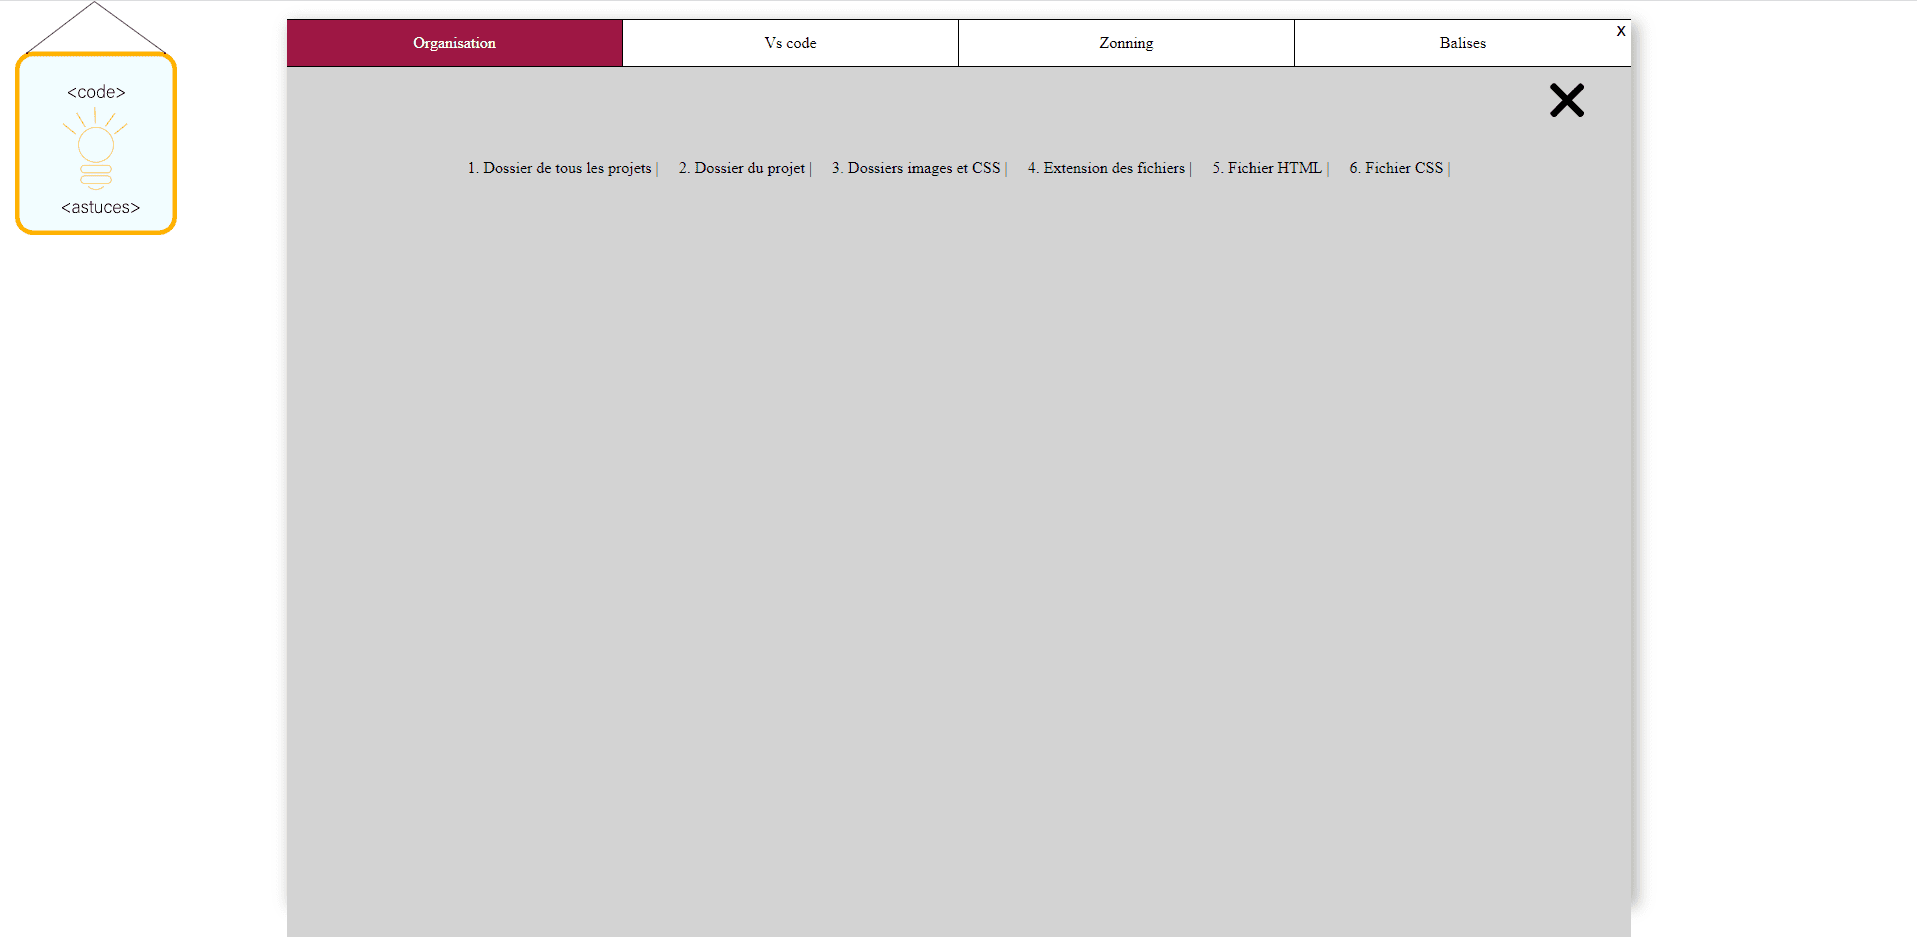 <code>
<astuces>
Organisation
Vs code
Zonning
Balises
X
1. Dossier de tous les projets |
2. Dossier du projet |
3. Dossiers images et CSS |
4. Extension des fichiers |
5. Fichier HTML |
6. Fichier CSS |